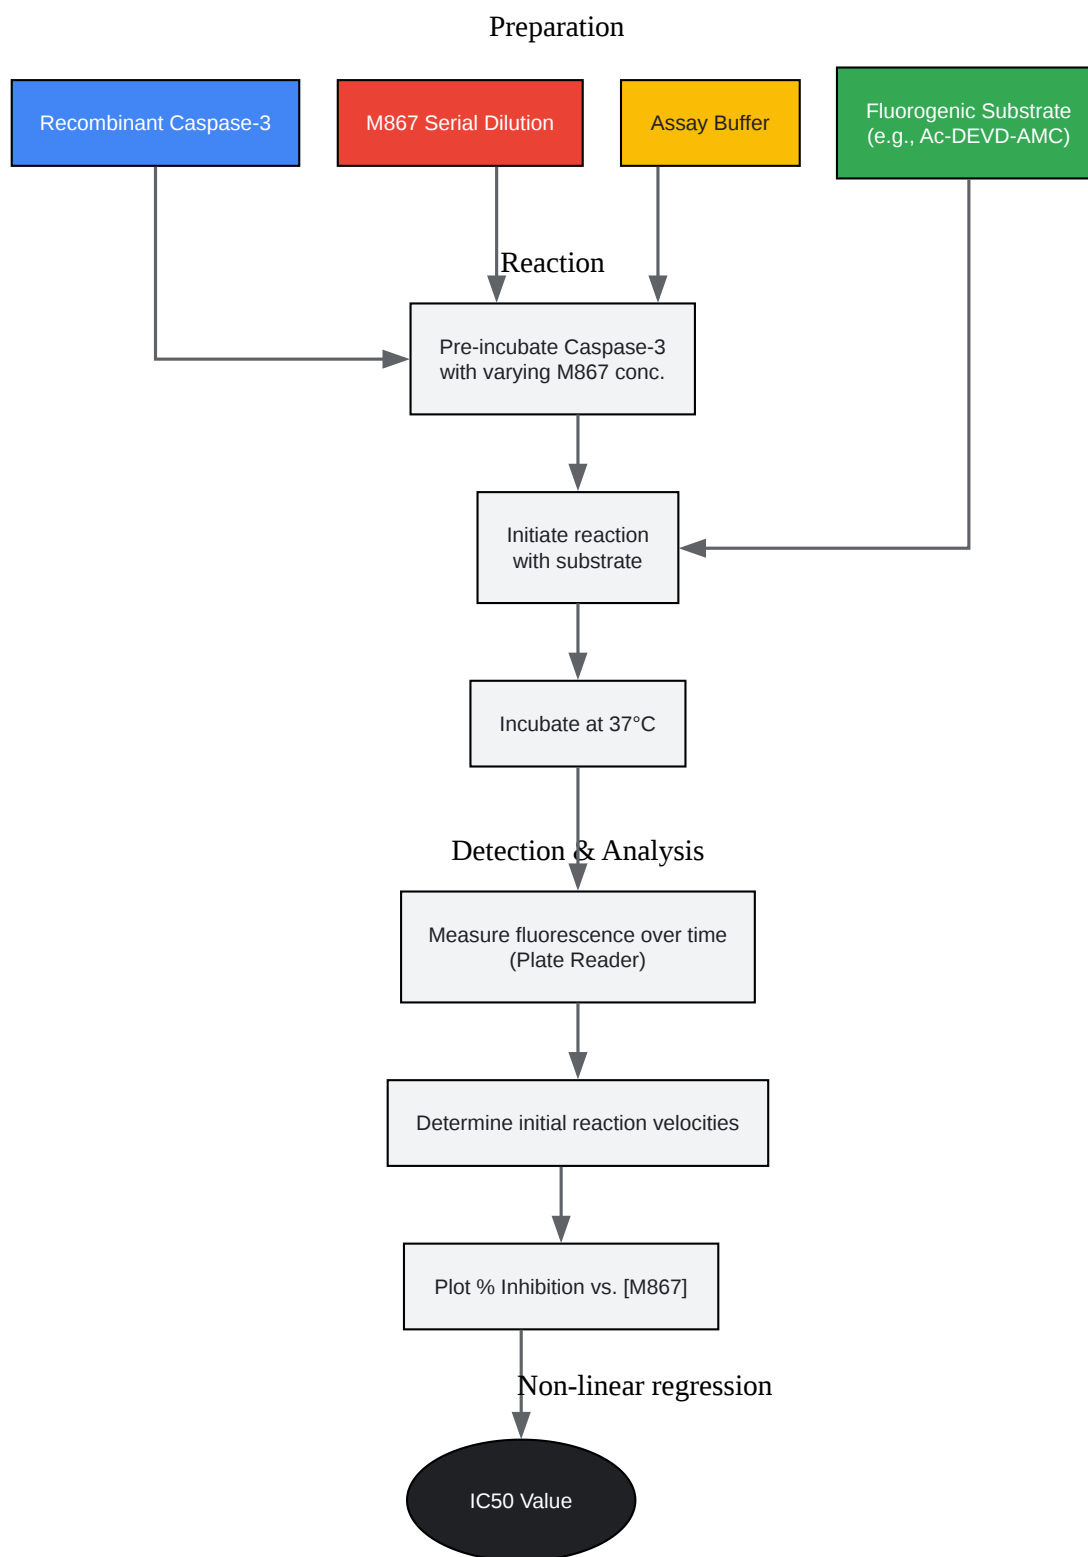 Preparation
Recombinant Caspase-3
M867 Serial Dilution
Assay Buffer
Fluorogenic Substrate
(e.g., Ac-DEVD-AMC)
Reaction
Pre-incubate Caspase-3
with varying M867 conc.
Initiate reaction
with substrate
Incubate at 37°C
Detection & Analysis
Measure fluorescence over time
(Plate Reader)
Determine initial reaction velocities
Plot % Inhibition vs. [M867]
Non-linear regression
IC50 Value